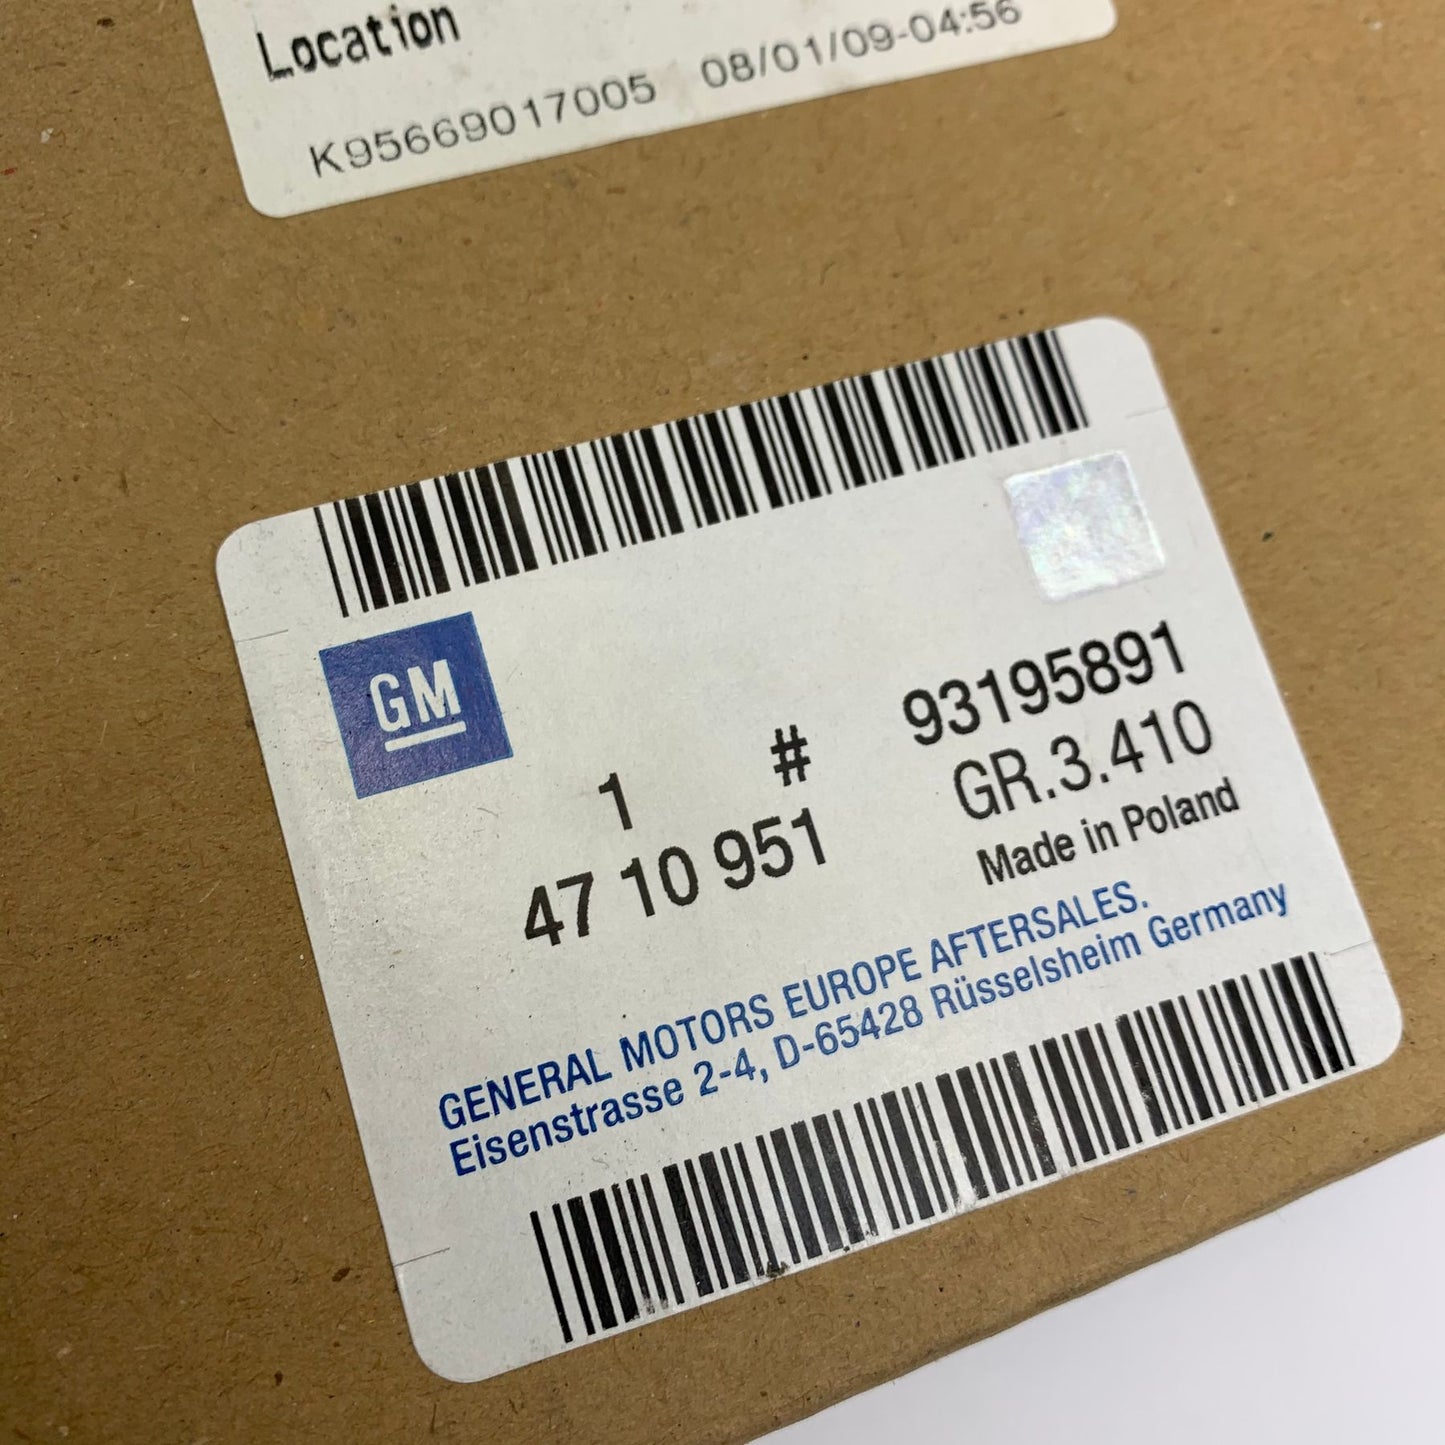 Location
K95669017005 08/01/09-04:56
GM
1 # 93195891
47 10 951 GR.3.410
Made in Poland
GENERAL MOTORS EUROPE AFTERSALES.
Eisenstrasse 2-4, D-65428 Rüsselsheim Germany